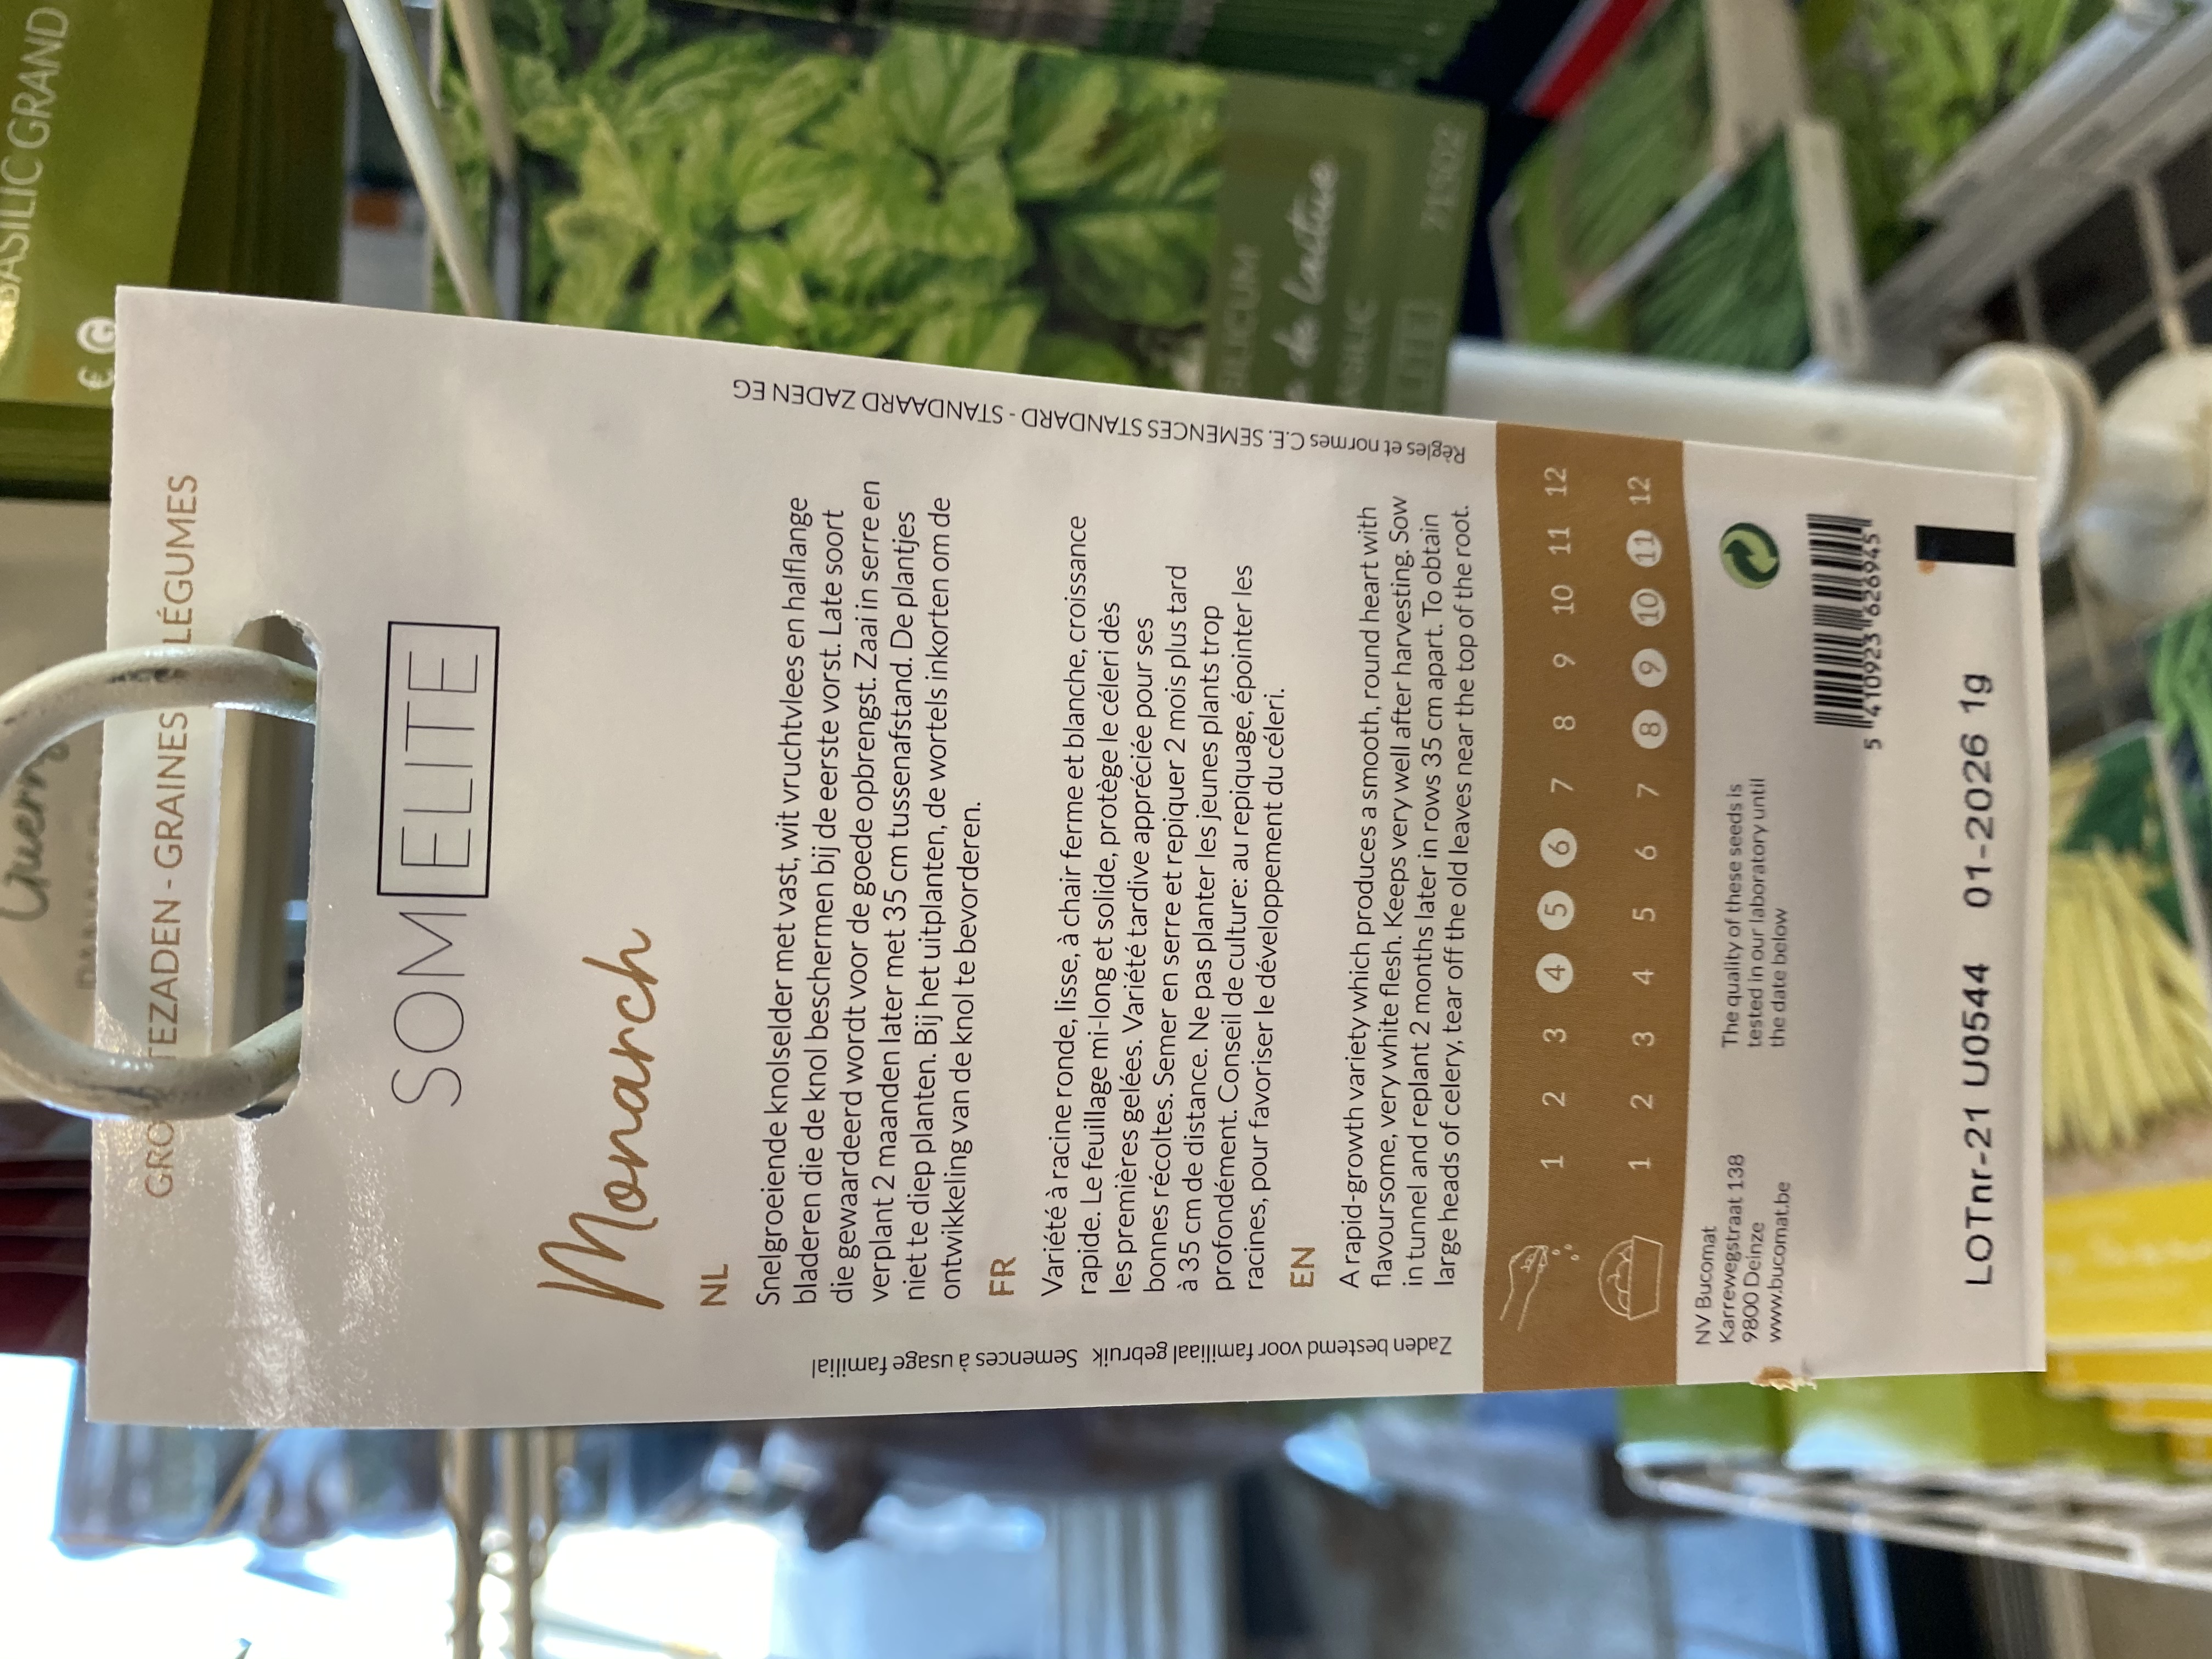 GRO TEZADEN - GRAINES LÉGUMES
SOM ELITE
Monarch
NL
Snelgroeiende knolselder met vast, wit vruchtvlees en halflange
bladeren die de knol beschermen bij de eerste vorst. Late soort
die gewaardeerd wordt voor de goede opbrengst. Zaai in serre en
verplant 2 maanden later met 35 cm tussenafstand. De plantjes
niet te diep planten. Bij het uitplanten, de wortels inkorten om de
ontwikkeling van de knol te bevorderen.
FR
Variété à racine ronde, lisse, à chair ferme et blanche, croissance
rapide. Le feuillage mi-long et solide, protège le céleri dès
les premières gelées. Variété tardive appréciée pour ses
bonnes récoltes. Semer en serre et repiquer 2 mois plus tard
à 35 cm de distance. Ne pas planter les jeunes plants trop
profondément. Conseil de culture: au repiquage, épointer les
racines, pour favoriser le développement du céleri.
EN
A rapid-growth variety which produces a smooth, round heart with
flavoursome, very white flesh. Keeps very well after harvesting. Sow
in tunnel and replant 2 months later in rows 35 cm apart. To obtain
large heads of celery, tear off the old leaves near the top of the root.
Zaden bestemd voor familiaal gebruik Semences à usage familial
Règles et normes C.E. SEMENCES STANDARD - STANDAARD ZADEN EG
1 2 3 4 5 6 7 8 9 10 11 12
1 2 3 4 5 6 7 8 9 10 11 12
NV Bucomat
Karrewegstraat 138
9800 Deinze
www.bucomat.be
The quality of these seeds is
tested in our laboratory until
the date below
5 410923 626945
LOTnr-21 U0544 01-2026 1g
BASILIC GRAND
€ G
71502